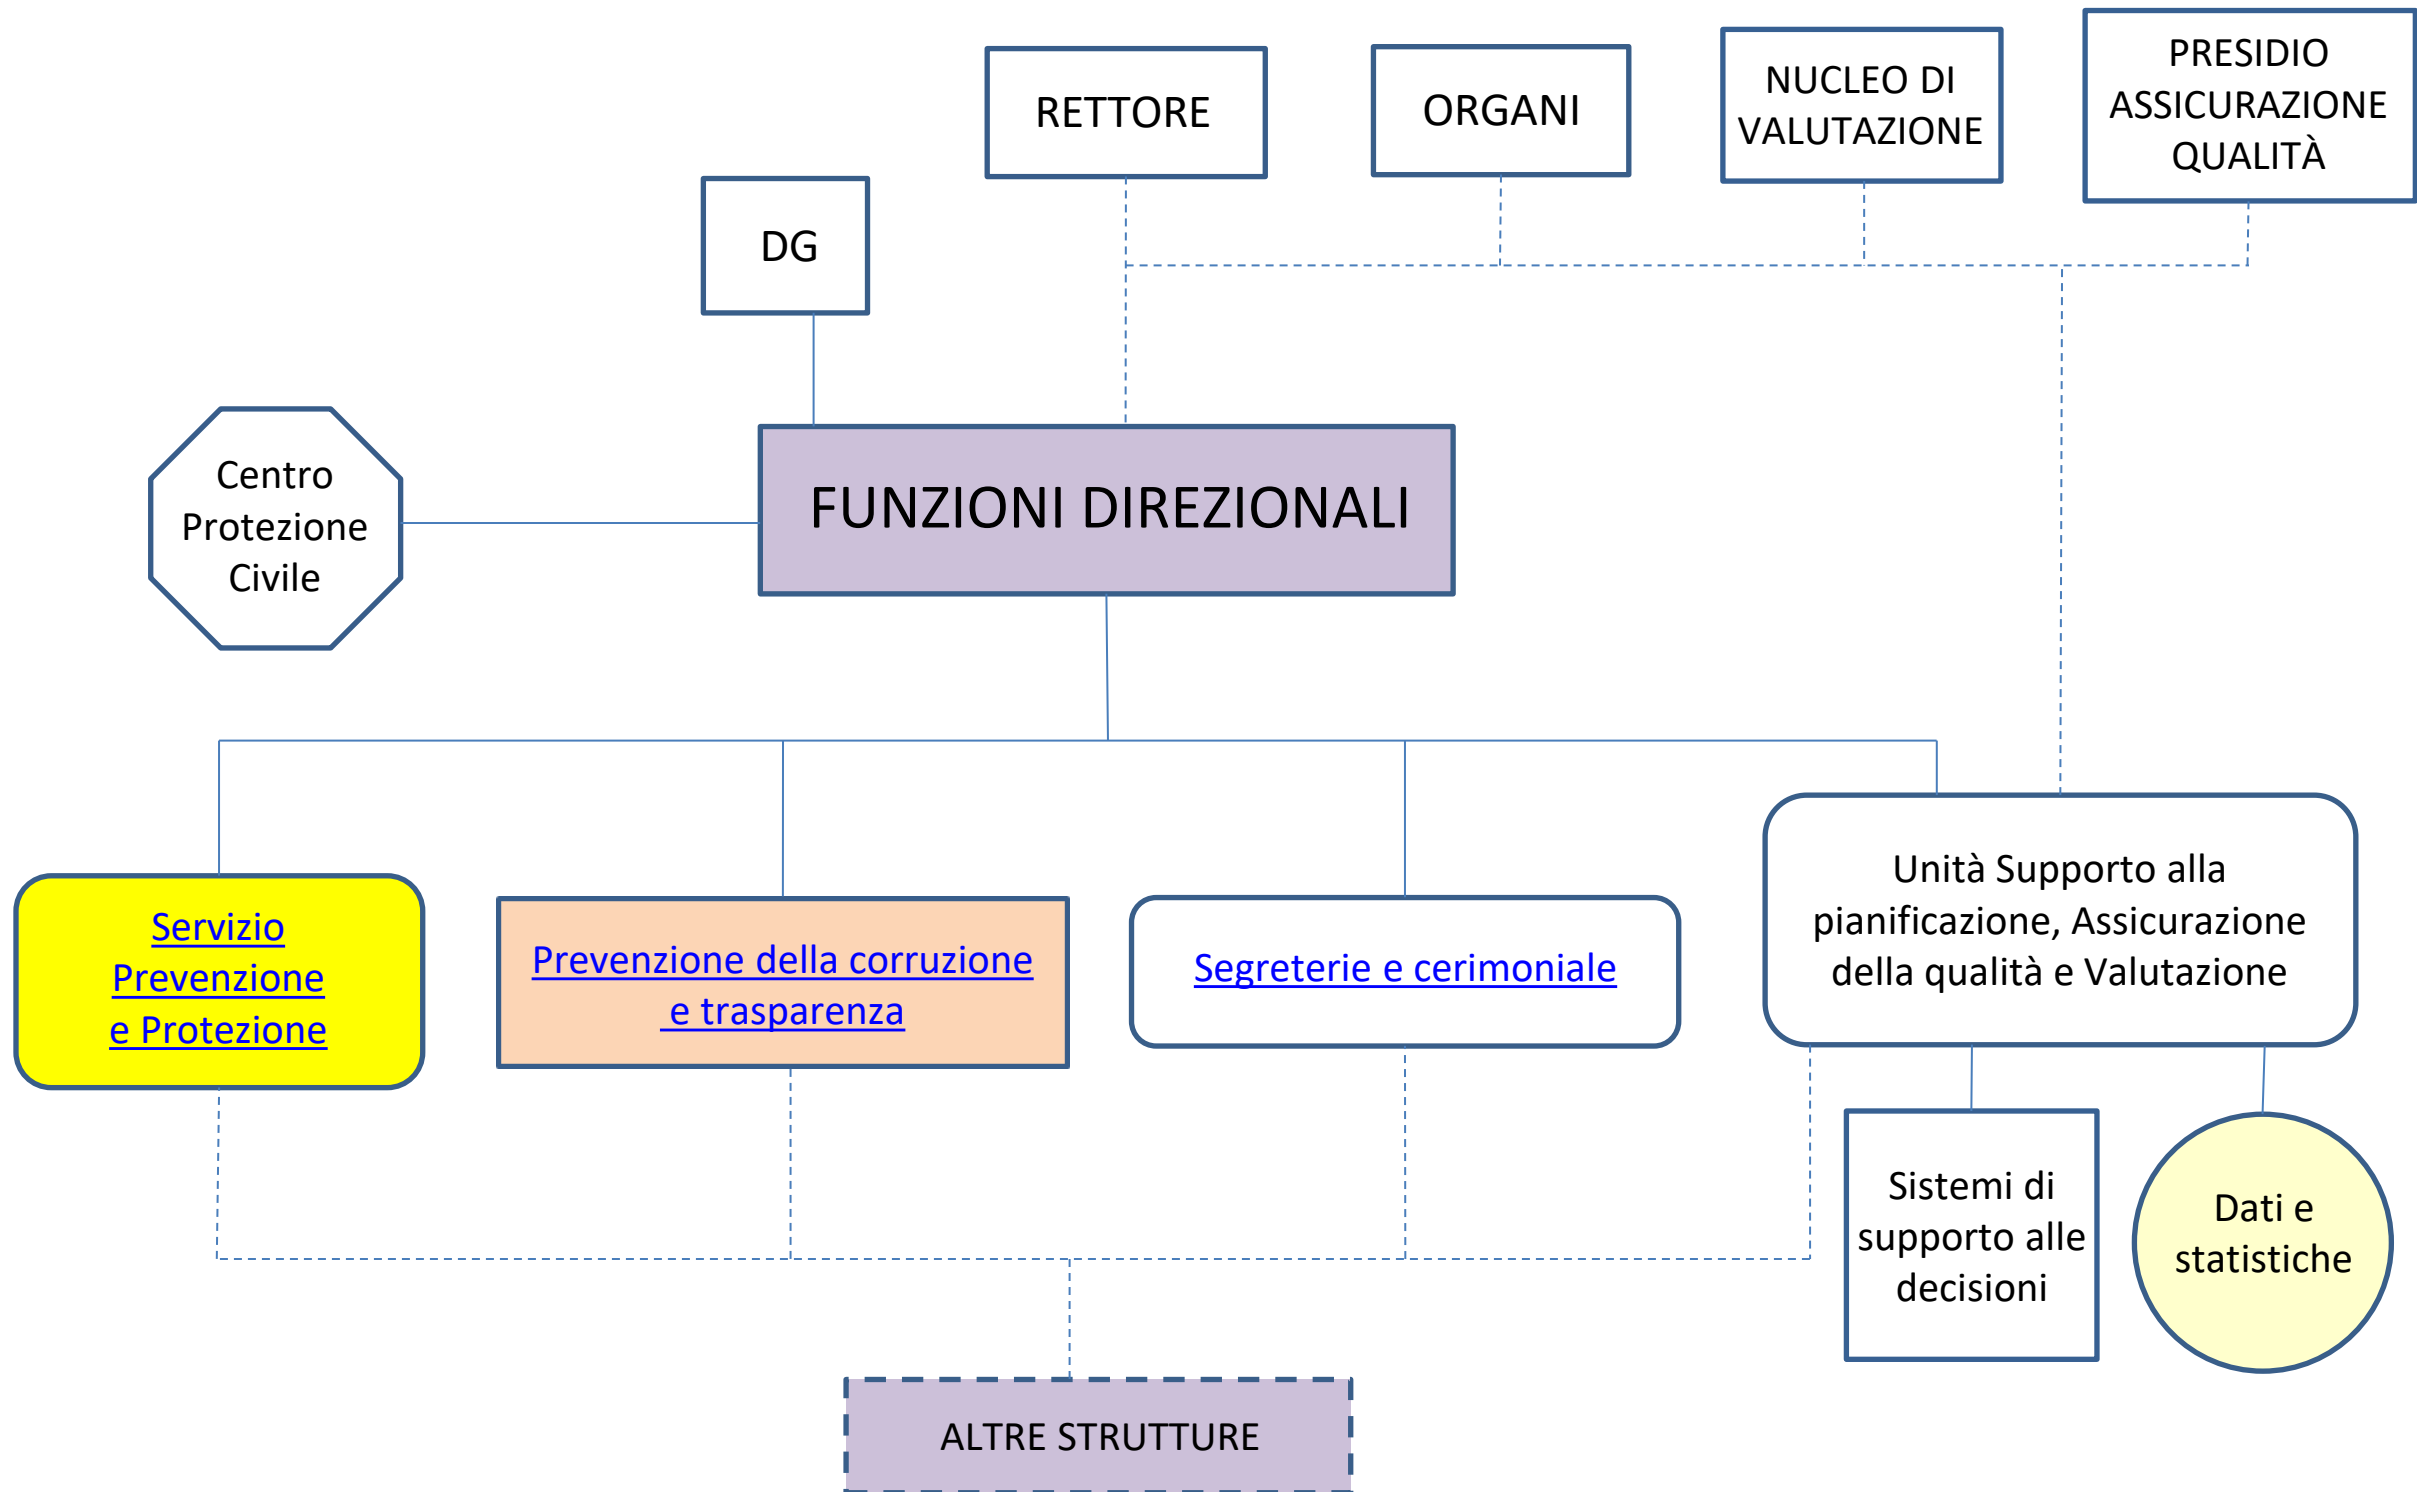 RETTORE
ORGANI
NUCLEO DI
VALUTAZIONE
PRESIDIO
ASSICURAZIONE
QUALITÀ
DG
Centro
Protezione
Civile
FUNZIONI DIREZIONALI
Servizio
Prevenzione
e Protezione
Prevenzione della corruzione
e trasparenza
Segreterie e cerimoniale
Unità Supporto alla
pianificazione, Assicurazione
della qualità e Valutazione
Sistemi di
supporto alle
decisioni
Dati e
statistiche
ALTRE STRUTTURE